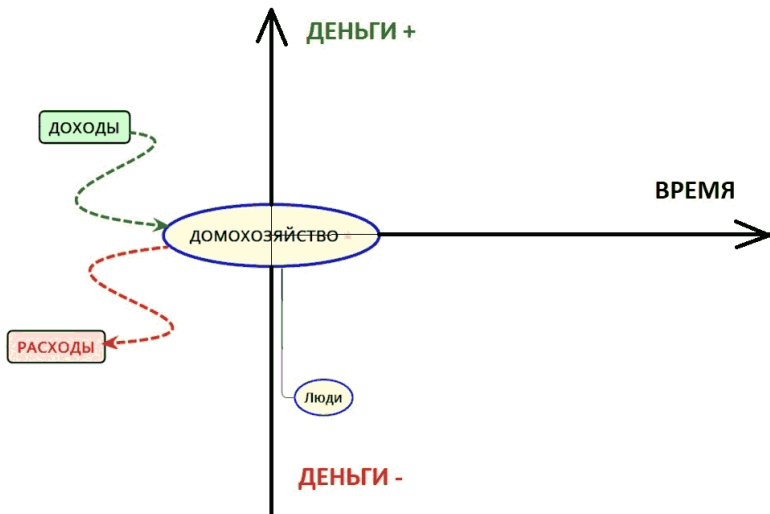 ДЕНЬГИ +
ДОХОДЫ
ВРЕМЯ
ДОМОХОЗЯЙСТВО
РАСХОДЫ
Люди
ДЕНЬГИ -